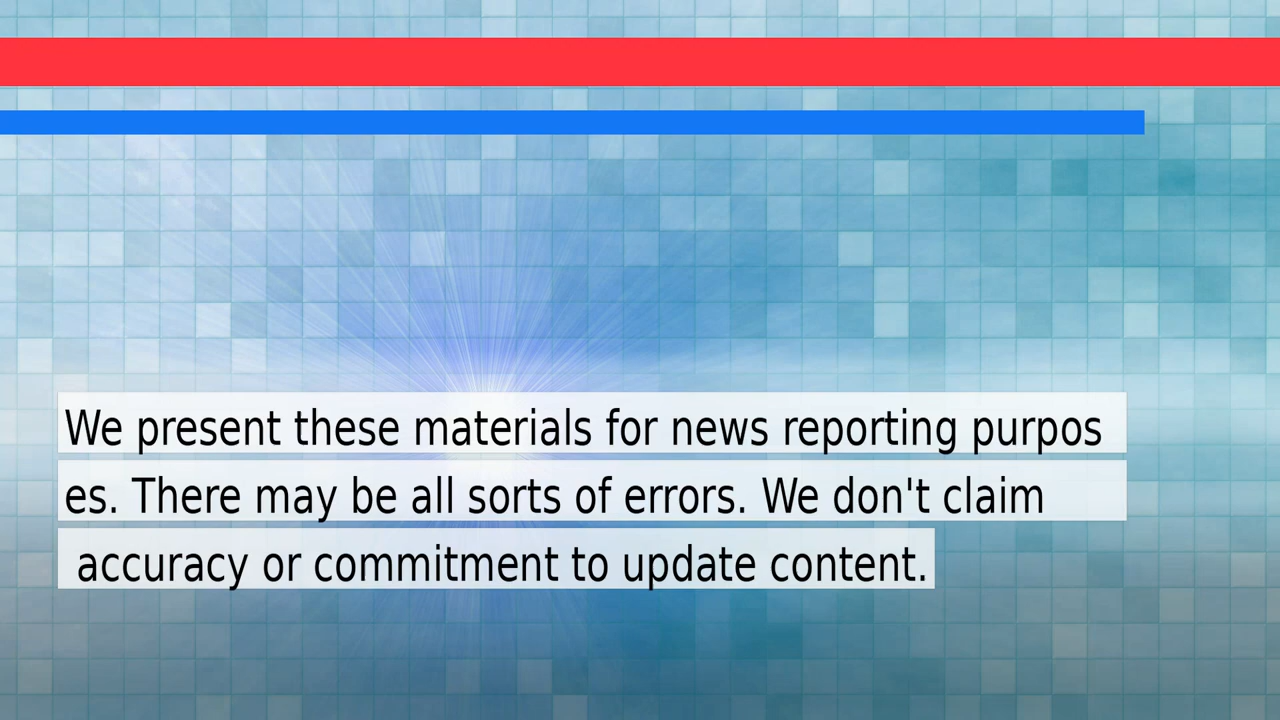 We present these materials for news reporting purpos
es. There may be all sorts of errors. We don't claim
accuracy or commitment to update content.